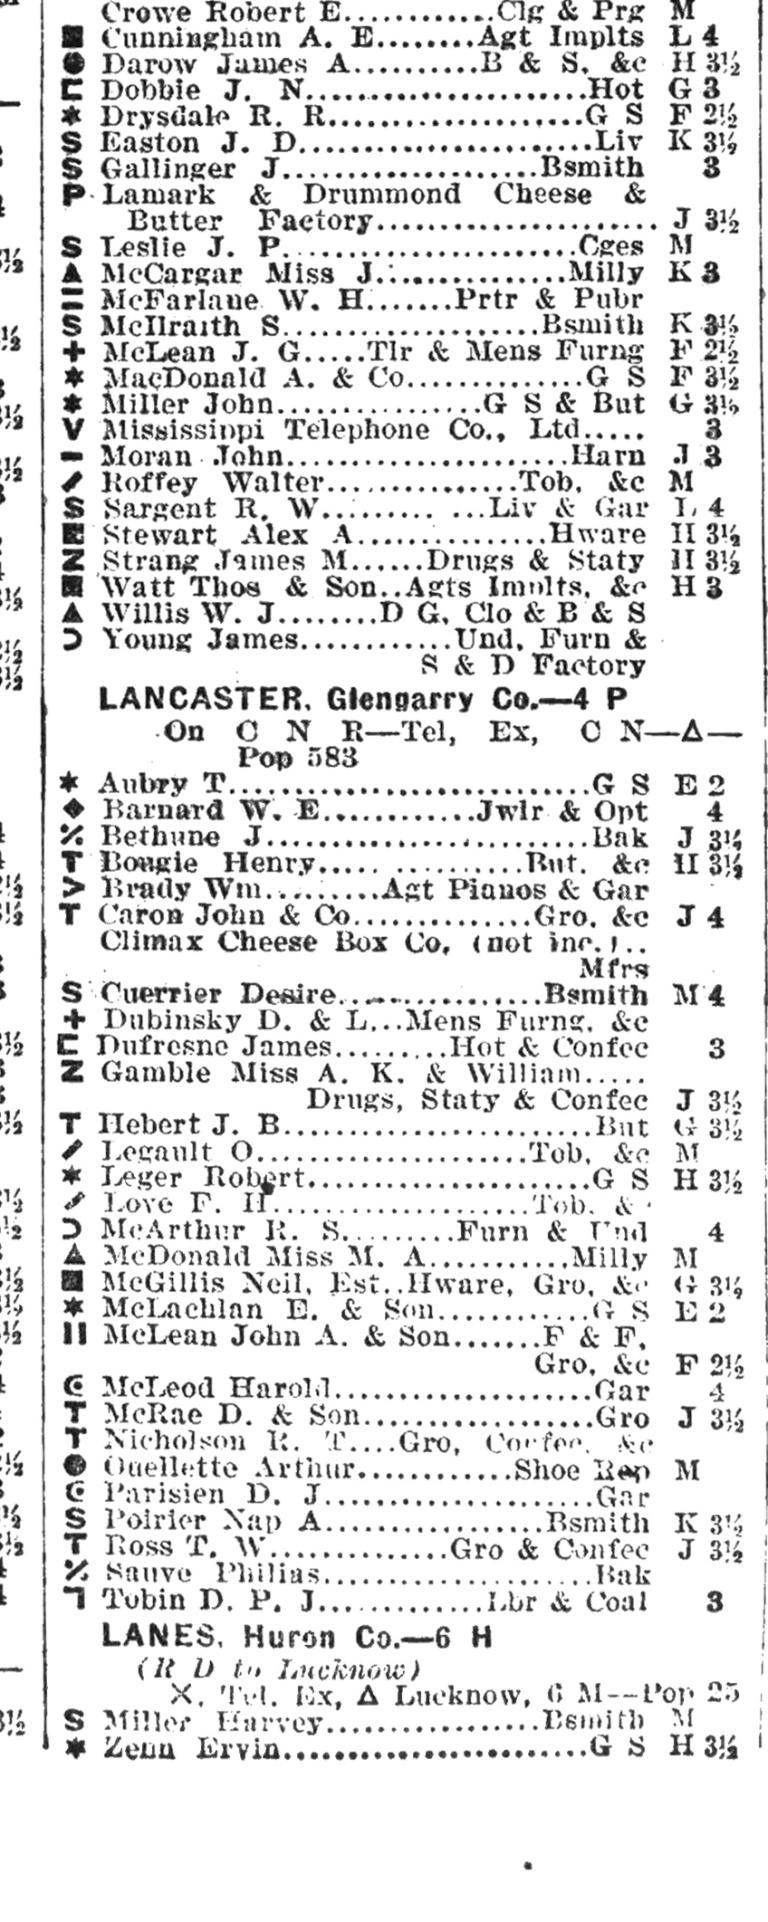 Crowe Robert E............Clg & Prg M
■ Cunningham A. E........Agt Implts L 4
● Darow James A..........B & S, &c H 3½
⊏ Dobbie J. N.......................Hot G 3
* Drysdale R. R.....................G S F 2½
S Easton J. D........................Liv K 3½
S Gallinger J.....................Bsmith 3
P Lamark & Drummond Cheese &
Butter Factory....................... J 3½
S Leslie J. P........................Cges M
▲ McCargar Miss J...............Milly K 3
= McFarlane W. H.......Prtr & Pubr
S McIlraith S.....................Bsmith K 3½
+ McLean J. G.....Tlr & Mens Furng F 2½
* MacDonald A. & Co..............G S F 3½
* Miller John................G S & But G 3½
V Mississippi Telephone Co., Ltd..... 3
- Moran John.......................Harn J 3
/ Roffey Walter...............Tob, &c M
S Sargent R. W......... ...Liv & Gar L 4
Stewart Alex A................Hware H 3½
Z Strang James M......Drugs & Staty H 3½
■ Watt Thos & Son..Agts Implts, &c H 3
▲ Willis W. J........D G, Clo & B & S
⊃ Young James............Und, Furn &
S & D Factory
LANCASTER, Glengarry Co.—4 P
On C N R—Tel, Ex, C N—Δ—
Pop 583
* Aubry T..............................G S E 2
◆ Barnard W. E............Jwlr & Opt 4
⁒ Bethune J..........................Bak J 3½
T Bougie Henry..... ..........But. &c H 3½
> Brady Wm.........Agt Pianos & Gar
T Caron John & Co...............Gro, &c J 4
Climax Cheese Box Co, (not inc.)..
Mfrs
S Cuerrier Desire.................Bsmith M 4
+ Dubinsky D. & L...Mens Furng, &c
⊏ Dufresne James.........Hot & Confec 3
Z Gamble Miss A. K. & William.....
Drugs, Staty & Confec J 3½
T Hebert J. B.........................But G 3½
/ Legault O......................Tob, &c M
* Leger Robert.......................G S H 3½
/ Love F. H.....................Tob. &
⊃ McArthur R. S.........Furn & Und 4
▲ McDonald Miss M. A...........Milly M
■ McGillis Neil, Est..Hware, Gro, &c G 3½
* McLachlan E. & Son............G S E 2
II McLean John A. & Son.......F & F,
Gro, &c F 2½
McLeod Harold.....................Gar 4
T McRae D. & Son...................Gro J 3½
T Nicholson R. T....Gro, Confec, &c
● Ouellette Arthur............Shoe Rep M
Parisien D. J......................Gar
S Poirier Nap A..................Bsmith K 3½
T Ross T. W..............Gro & Confec J 3½
⁒ Sauve Philias......................Bak
ㄱ Tobin D. P. J..............Lbr & Coal 3
LANES, Huron Co.—6 H
(R D to Lucknow)
X, Tel. Ex, Δ Lucknow, 6 M--Pop 25
S Miller Harvey.................Bsmith M
* Zenn Ervin.........................G S H 3½